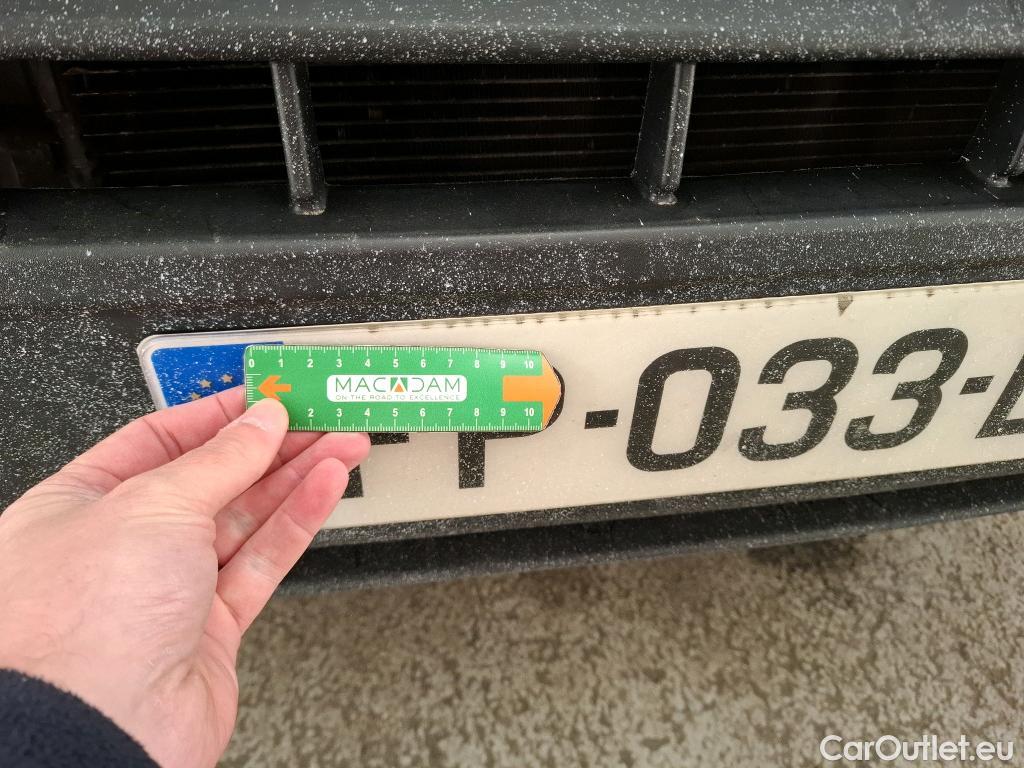 0 1 2 3 4 5 6 7 8 9 10
MACADAM
ON THE ROAD TO EXCELLENCE
2 3 4 5 6 7 8 9 10
P-033-
CarOutlet.eu